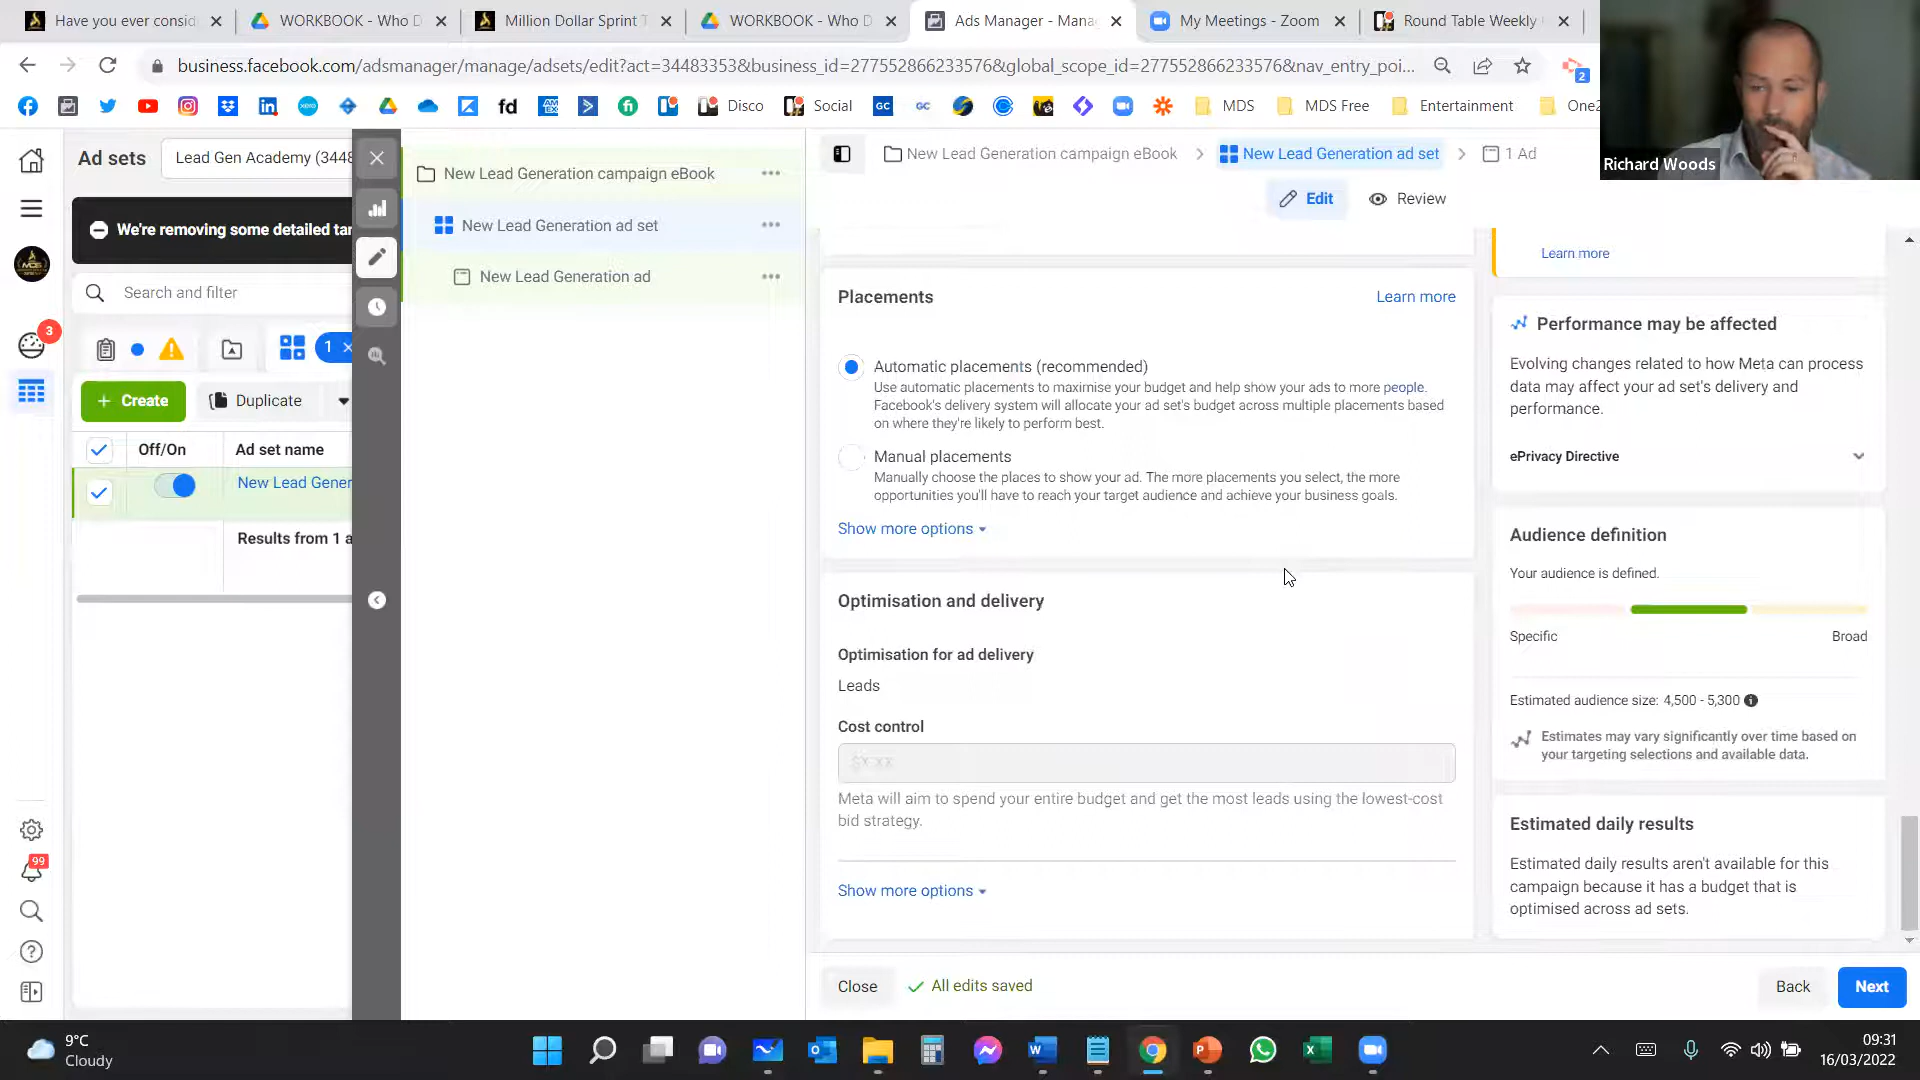 Have you ever consid
WORKBOOK - Who D
Million Dollar Sprint T
WORKBOOK - Who D
Ads Manager - Mana
My Meetings - Zoom
Round Table Weekly
business.facebook.com/adsmanager/manage/adsets/edit?act=34483353&business_id=277552866233576&global_scope_id=277552866233576&nav_entry_poi...
2
fd
Disco
Social
GC
GC
MDS
MDS Free
Entertainment
One2
Richard Woods
Ad sets
Lead Gen Academy (3448
We're removing some detailed tar
Search and filter
3
1
Create
Duplicate
Off/On
Ad set name
New Lead Gener
Results from 1 a
99
New Lead Generation campaign eBook
New Lead Generation ad set
New Lead Generation ad
New Lead Generation campaign eBook
New Lead Generation ad set
1 Ad
Edit
Review
Placements
Learn more
Automatic placements (recommended)
Use automatic placements to maximise your budget and help show your ads to more people.
Facebook's delivery system will allocate your ad set's budget across multiple placements based
on where they're likely to perform best.
Manual placements
Manually choose the places to show your ad. The more placements you select, the more
opportunities you'll have to reach your target audience and achieve your business goals.
Show more options
Optimisation and delivery
Optimisation for ad delivery
Leads
Cost control
Meta will aim to spend your entire budget and get the most leads using the lowest-cost
bid strategy.
Show more options
Learn more
Performance may be affected
Evolving changes related to how Meta can process
data may affect your ad set's delivery and
performance.
ePrivacy Directive
Audience definition
Your audience is defined.
Specific
Broad
Estimated audience size: 4,500 - 5,300
Estimates may vary significantly over time based on
your targeting selections and available data.
Estimated daily results
Estimated daily results aren't available for this
campaign because it has a budget that is
optimised across ad sets.
Close
All edits saved
Back
Next
9°C
Cloudy
09:31
16/03/2022